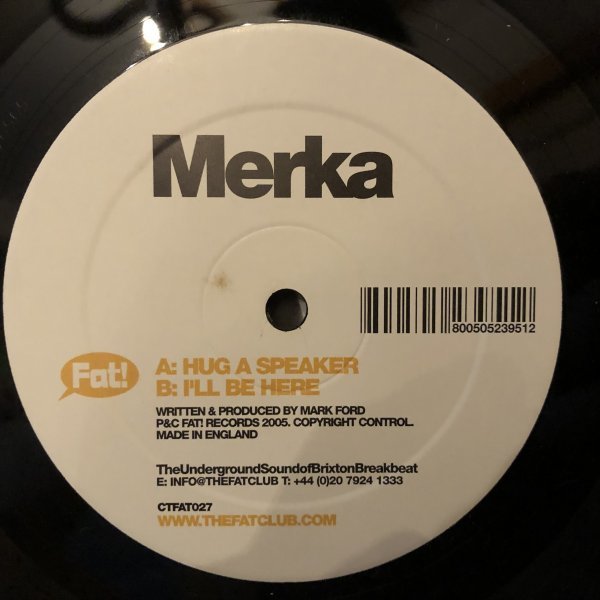 Merka
800505239512
Fat!
A: HUG A SPEAKER
B: I'LL BE HERE
WRITTEN & PRODUCED BY MARK FORD
P&C FAT! RECORDS 2005. COPYRIGHT CONTROL.
MADE IN ENGLAND
TheUndergroundSoundofBrixtonBreakbeat
E: INFO@THEFATCLUB T: +44 (0)20 7924 1333
CTFAT027
WWW.THEFATCLUB.COM